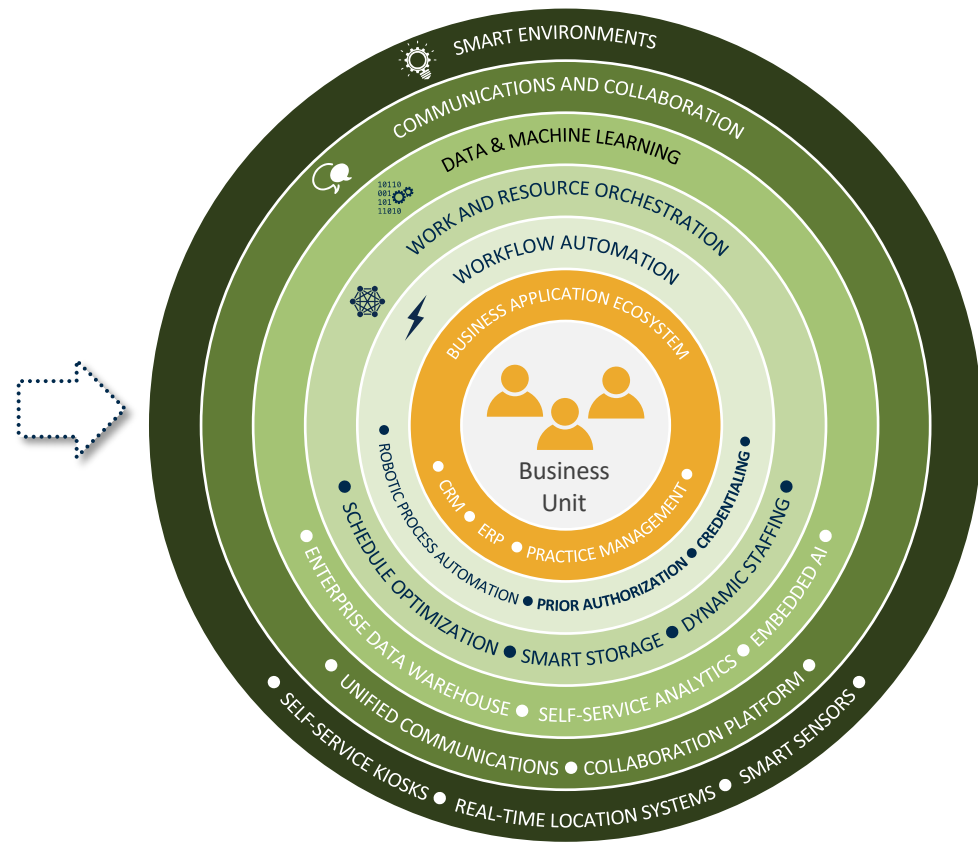 SMART ENVIRONMENTS
COMMUNICATIONS AND COLLABORATION
DATA & MACHINE LEARNING
10110
001
101
11010
WORK AND RESOURCE ORCHESTRATION
WORKFLOW AUTOMATION
BUSINESS APPLICATION ECOSYSTEM
Business
Unit
● CRM ● ERP ● PRACTICE MANAGEMENT ●
● ROBOTIC PROCESS AUTOMATION ● PRIOR AUTHORIZATION ● CREDENTIALING ●
● SCHEDULE OPTIMIZATION ● SMART STORAGE ● DYNAMIC STAFFING ●
● ENTERPRISE DATA WAREHOUSE ● SELF-SERVICE ANALYTICS ● EMBEDDED AI ●
● UNIFIED COMMUNICATIONS ● COLLABORATION PLATFORM ●
● SELF-SERVICE KIOSKS ● REAL-TIME LOCATION SYSTEMS ● SMART SENSORS ●